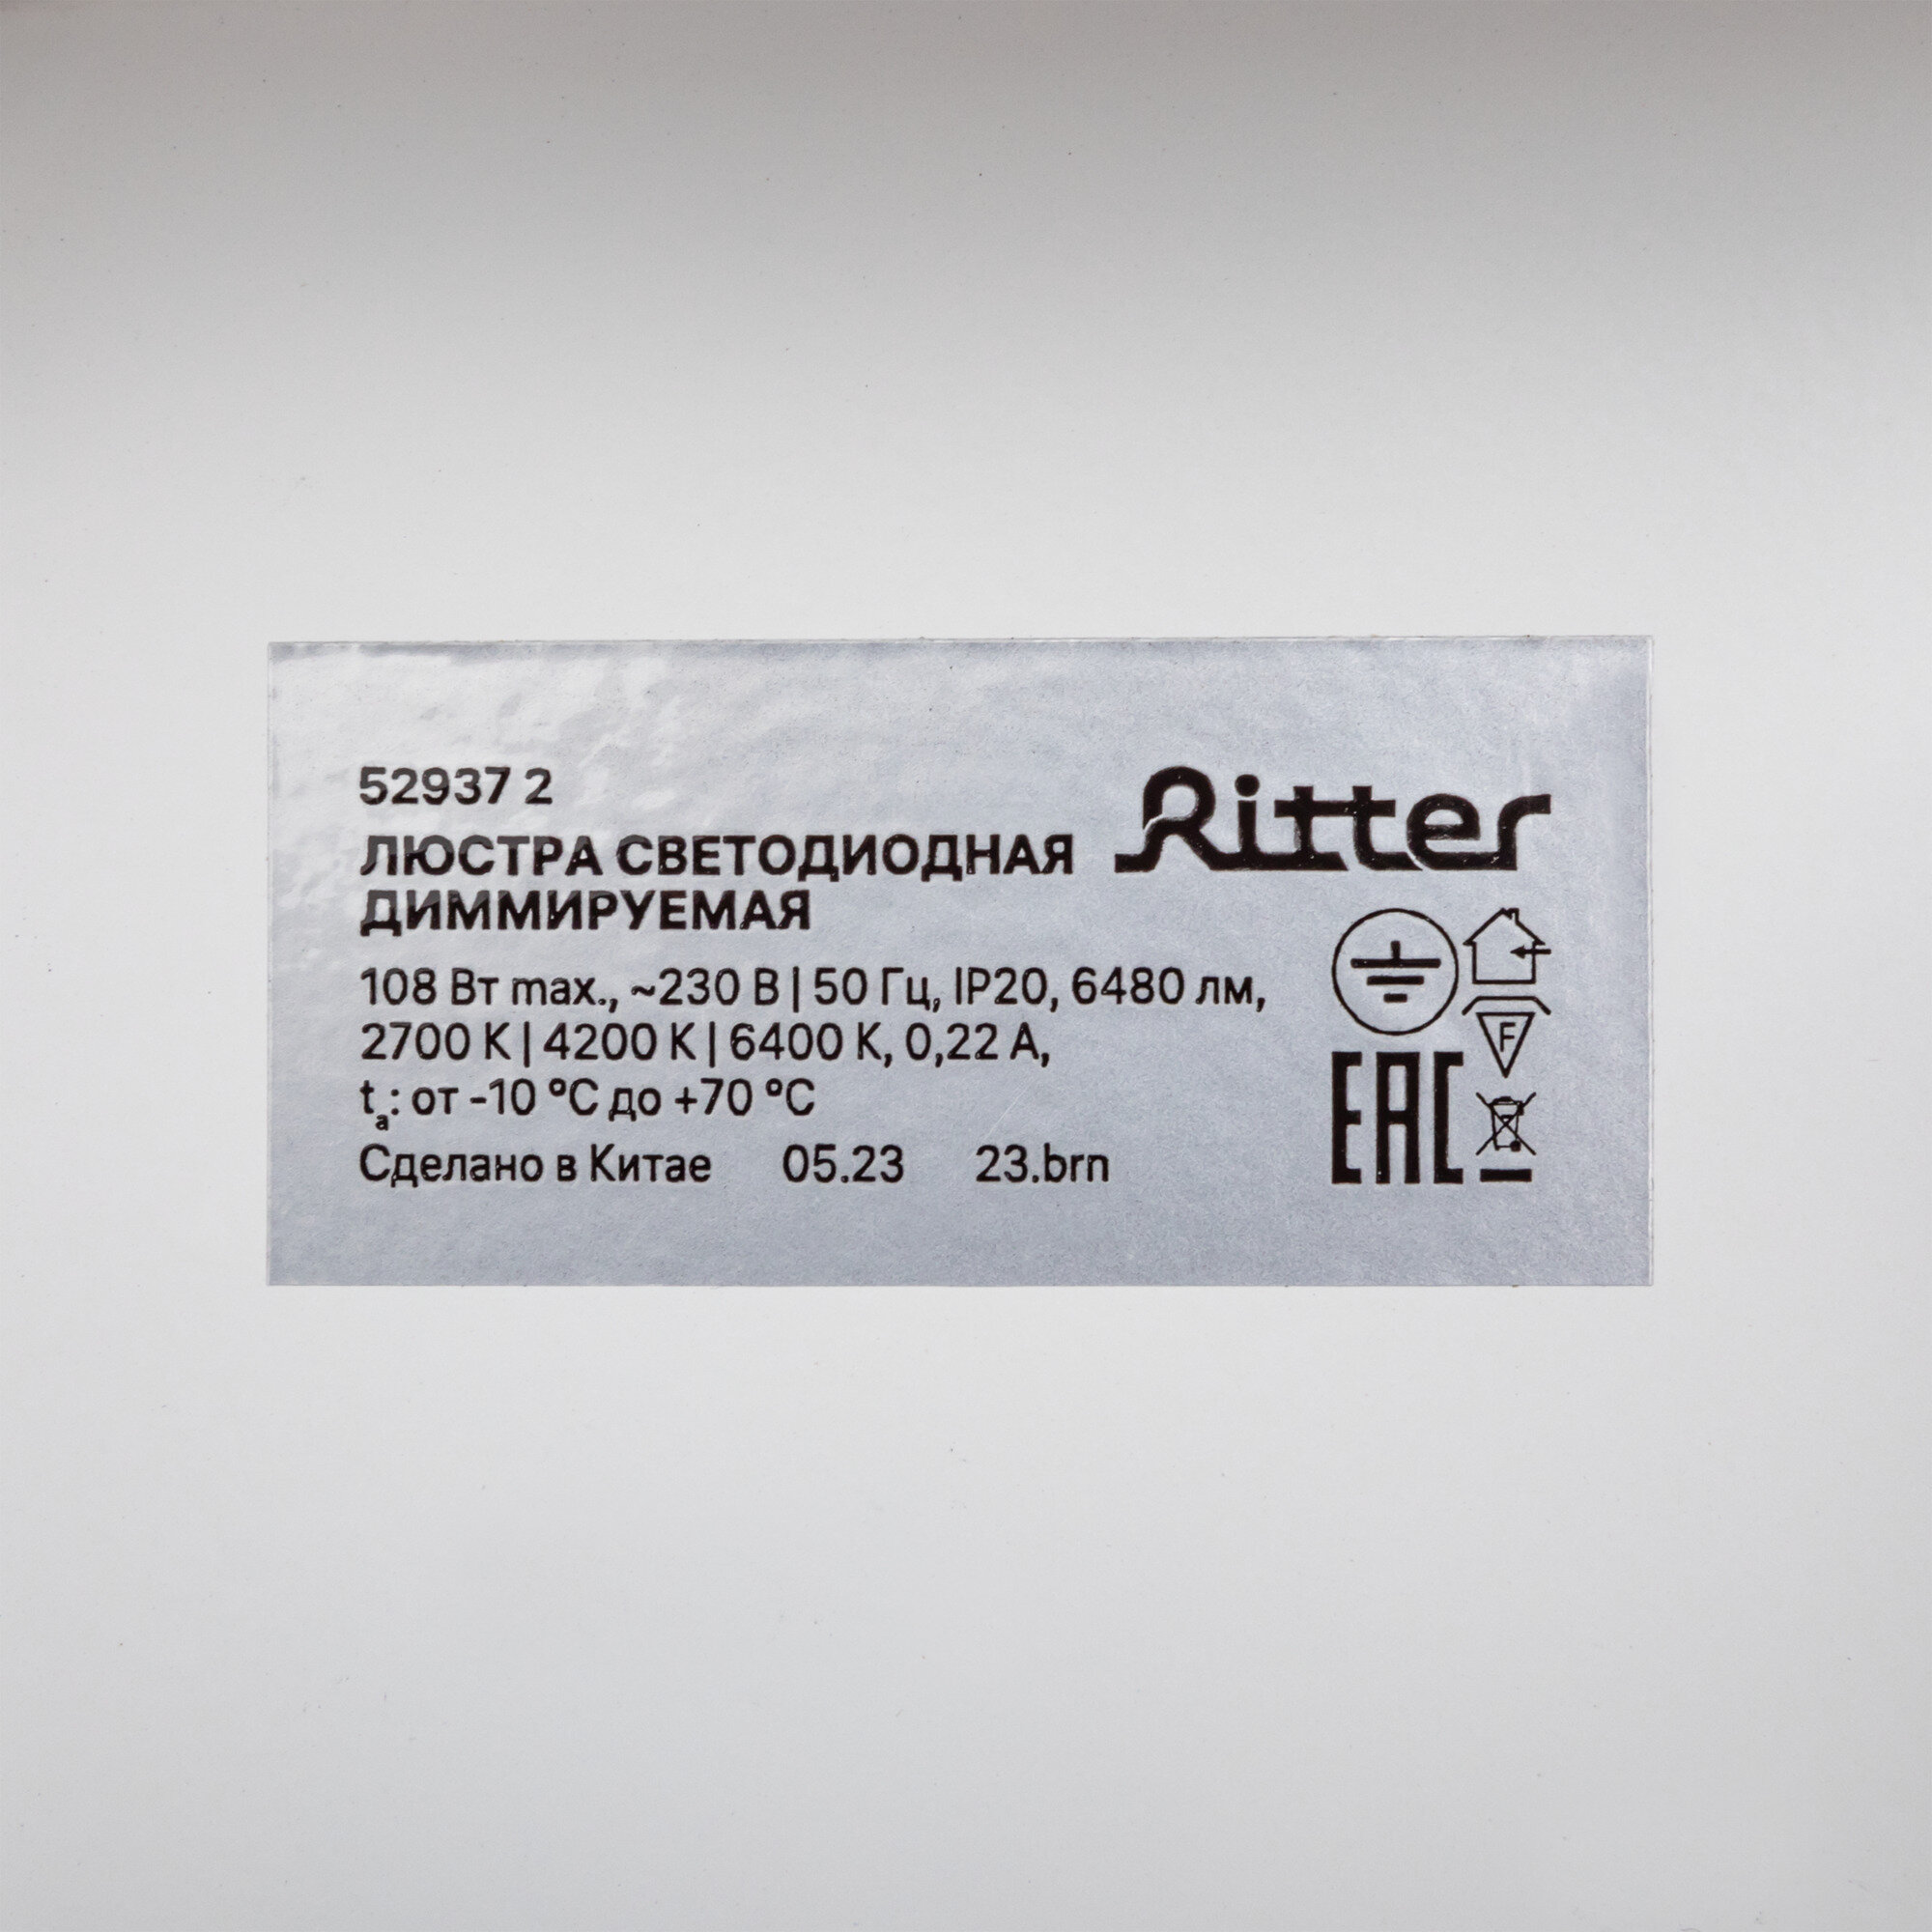 52937 2
Ritter
ЛЮСТРА СВЕТОДИОДНАЯ
ДИММИРУЕМАЯ
108 Вт max., ~230 В | 50 Гц, IP20, 6480 лм,
2700 К | 4200 К | 6400 К, 0,22 А,
tₐ: от -10 °C до +70 °C
Сделано в Китае 05.23 23.brn
F
EAC